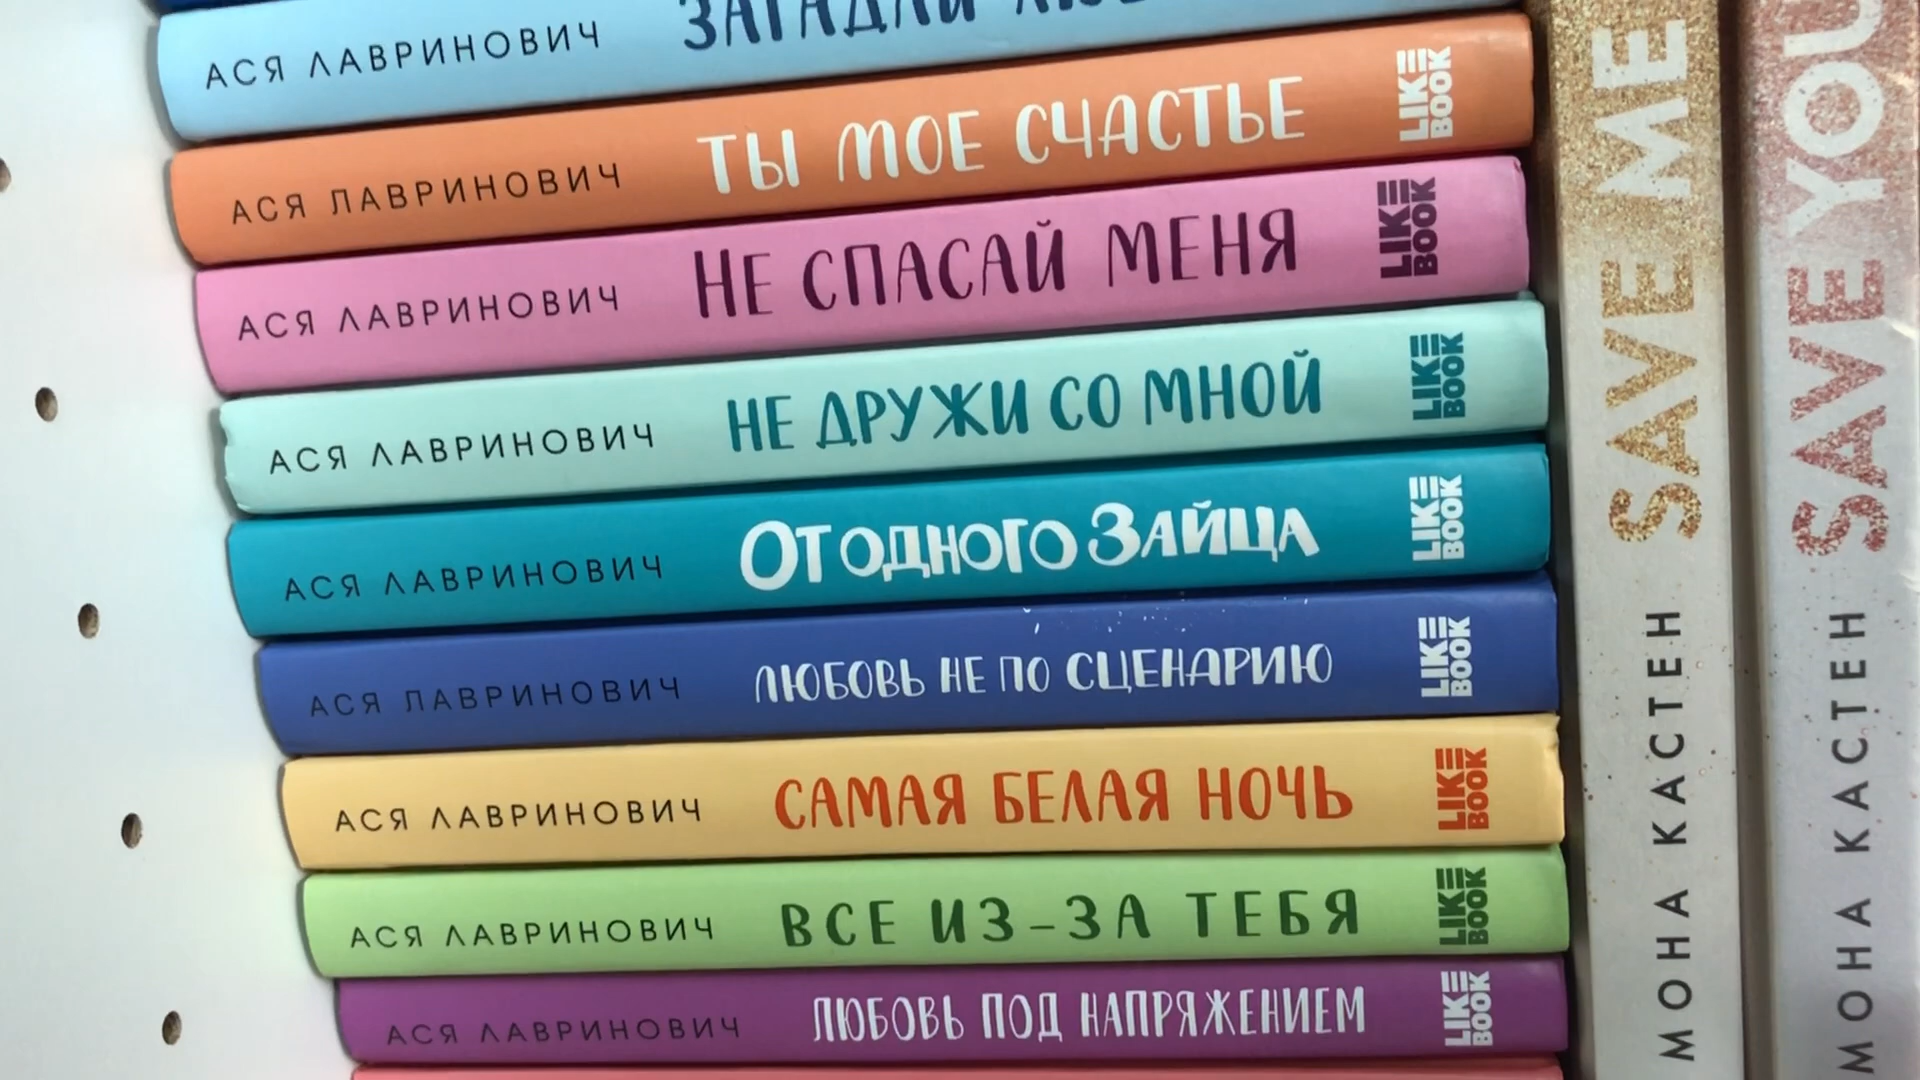 АСЯ ЛАВРИНОВИЧ ЗАГАДАЙ
АСЯ ЛАВРИНОВИЧ ТЫ МОЕ СЧАСТЬЕ LIKE BOOK
АСЯ ЛАВРИНОВИЧ НЕ СПАСАЙ МЕНЯ LIKE BOOK
АСЯ ЛАВРИНОВИЧ НЕ ДРУЖИ СО МНОЙ LIKE BOOK
АСЯ ЛАВРИНОВИЧ ОТ ОДНОГО ЗАЙЦА LIKE BOOK
АСЯ ЛАВРИНОВИЧ ЛЮБОВЬ НЕ ПО СЦЕНАРИЮ LIKE BOOK
АСЯ ЛАВРИНОВИЧ САМАЯ БЕЛАЯ НОЧЬ LIKE BOOK
АСЯ ЛАВРИНОВИЧ ВСЕ ИЗ-ЗА ТЕБЯ LIKE BOOK
АСЯ ЛАВРИНОВИЧ ЛЮБОВЬ ПОД НАПРЯЖЕНИЕМ LIKE BOOK
МОНА КАСТЕН SAVE ME
МОНА КАСТЕН SAVE YOU